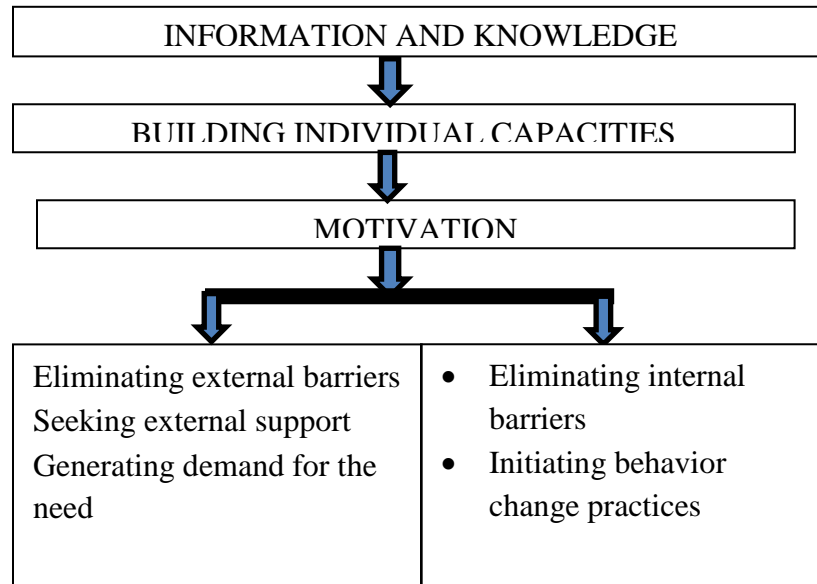 INFORMATION AND KNOWLEDGE
BUILDING INDIVIDUAL CAPACITIES
MOTIVATION
Eliminating external barriers
Seeking external support
Generating demand for the
need
• Eliminating internal
barriers
• Initiating behavior
change practices